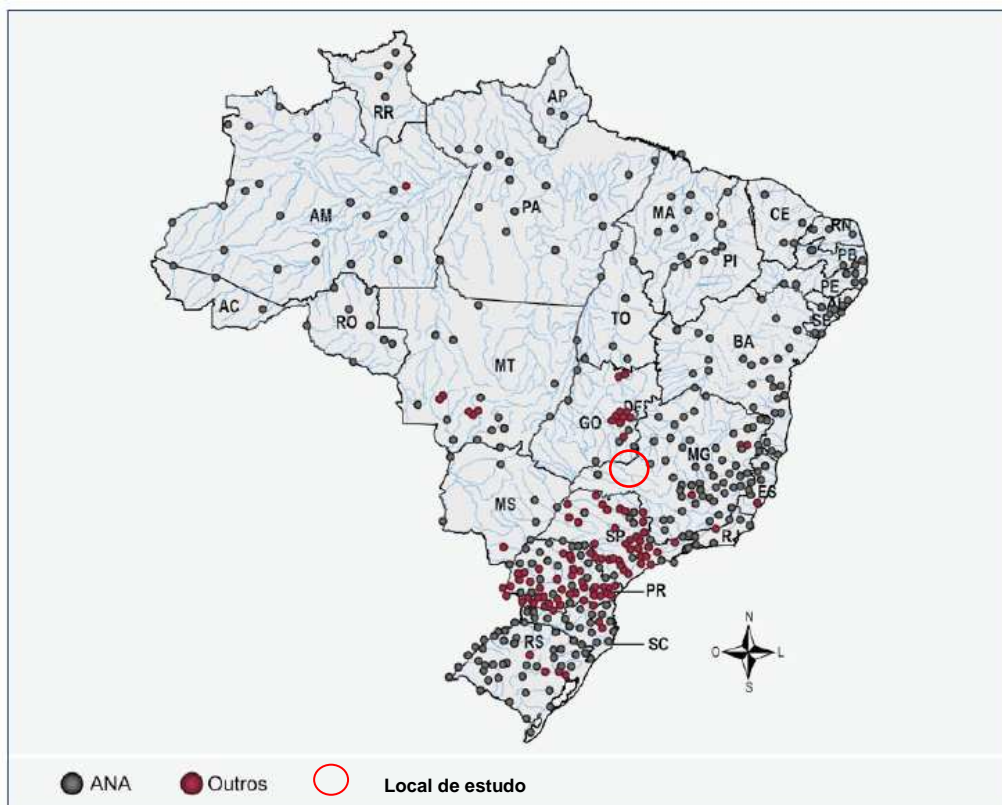 RR
AP
AM
PA
MA
CE
RN
PB
PI
PE
AL
SE
AC
RO
TO
BA
MT
DF
GO
MG
ES
MS
SP
RJ
PR
SC
RS
N
O
L
S
ANA
Outros
Local de estudo